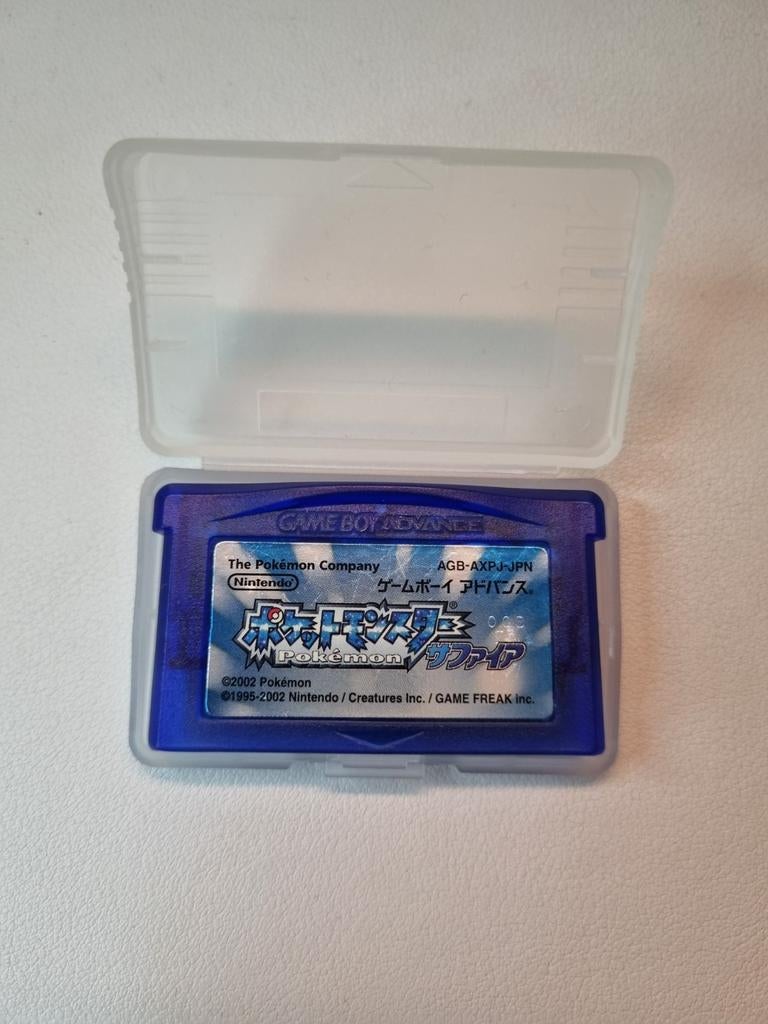 GAME BOY ADVANCE
The Pokémon Company AGB-AXPJ-JPN
Nintendo® ゲームボーイ アドバンス®
ポケットモンスター®
Pokémon サファイア
©2002 Pokémon
©1995-2002 Nintendo / Creatures Inc. / GAME FREAK inc.